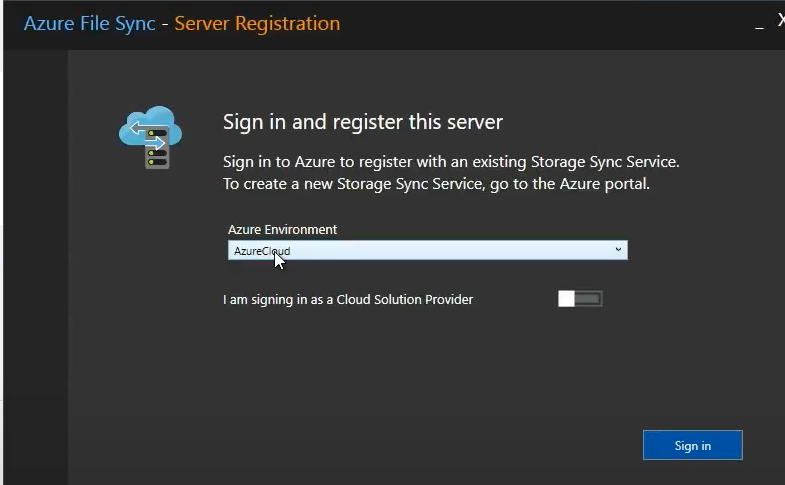 Azure File Sync - Server Registration
_ X
Sign in and register this server
Sign in to Azure to register with an existing Storage Sync Service.
To create a new Storage Sync Service, go to the Azure portal.
Azure Environment
AzureCloud
I am signing in as a Cloud Solution Provider
Sign in